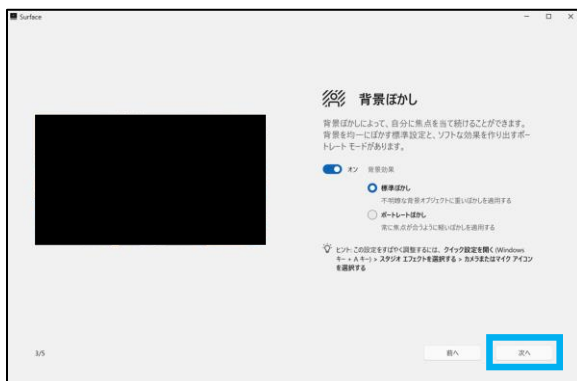 Surface
背景ぼかし
背景ぼかしによって、自分に焦点を当て続けることができます。
背景を均一にぼかす標準設定と、ソフトな効果を作り出すポー
トレート モードがあります。
オン 背景効果
標準ぼかし
不明瞭な背景オブジェクトに重いぼかしを適用する
ポートレートぼかし
常に焦点が合うように軽いぼかしを適用する
ヒント: この設定をすばやく調整するには、クイック設定を開く (Windows
キー + A キー) > スタジオ エフェクトを選択する > カメラまたはマイク アイコン
を選択する
3/5
前へ
次へ